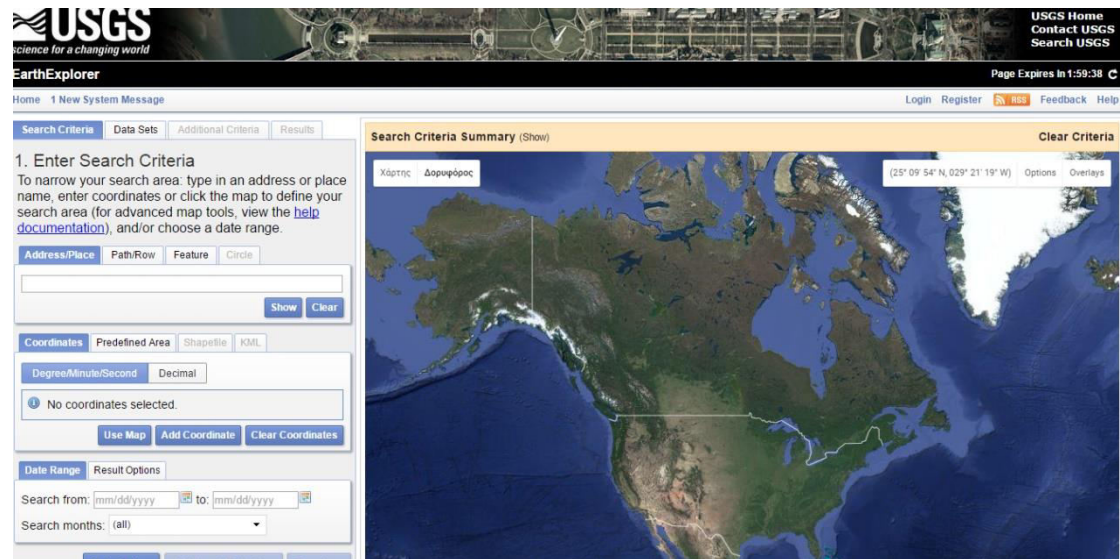 USGS
science for a changing world
USGS Home
Contact USGS
Search USGS
EarthExplorer
Page Expires In 1:59:38
Home 1 New System Message
Login Register RSS Feedback Help
Search Criteria Data Sets Additional Criteria Results
1. Enter Search Criteria
To narrow your search area: type in an address or place
name, enter coordinates or click the map to define your
search area (for advanced map tools, view the help
documentation), and/or choose a date range.
Address/Place Path/Row Feature Circle
Show Clear
Coordinates Predefined Area Shapefile KML
Degree/Minute/Second Decimal
No coordinates selected.
Use Map Add Coordinate Clear Coordinates
Date Range Result Options
Search from: mm/dd/yyyy to: mm/dd/yyyy
Search months: (all)
Search Criteria Summary (Show) Clear Criteria
Χάρτης Δορυφόρος
(25° 09' 54" N, 029° 21' 19" W) Options Overlays